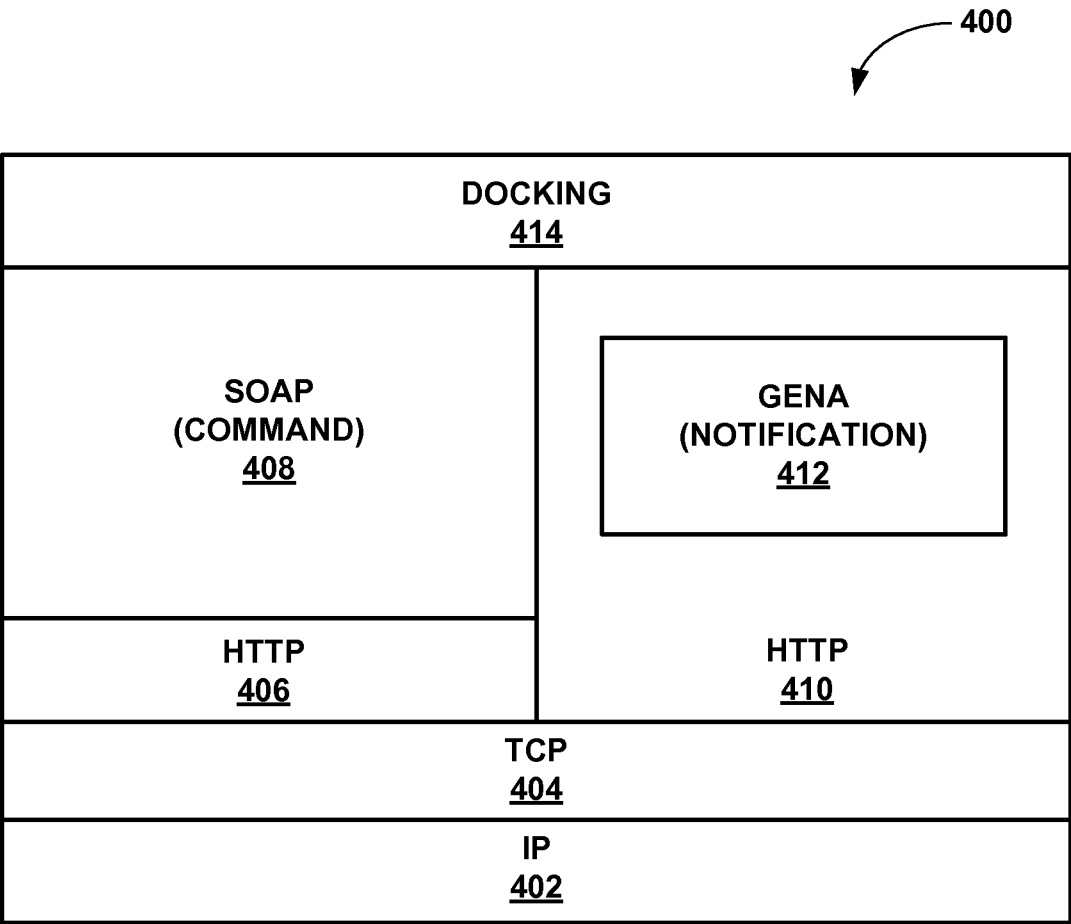 400
DOCKING
414
SOAP
(COMMAND)
408
GENA
(NOTIFICATION)
412
HTTP
406
HTTP
410
TCP
404
IP
402